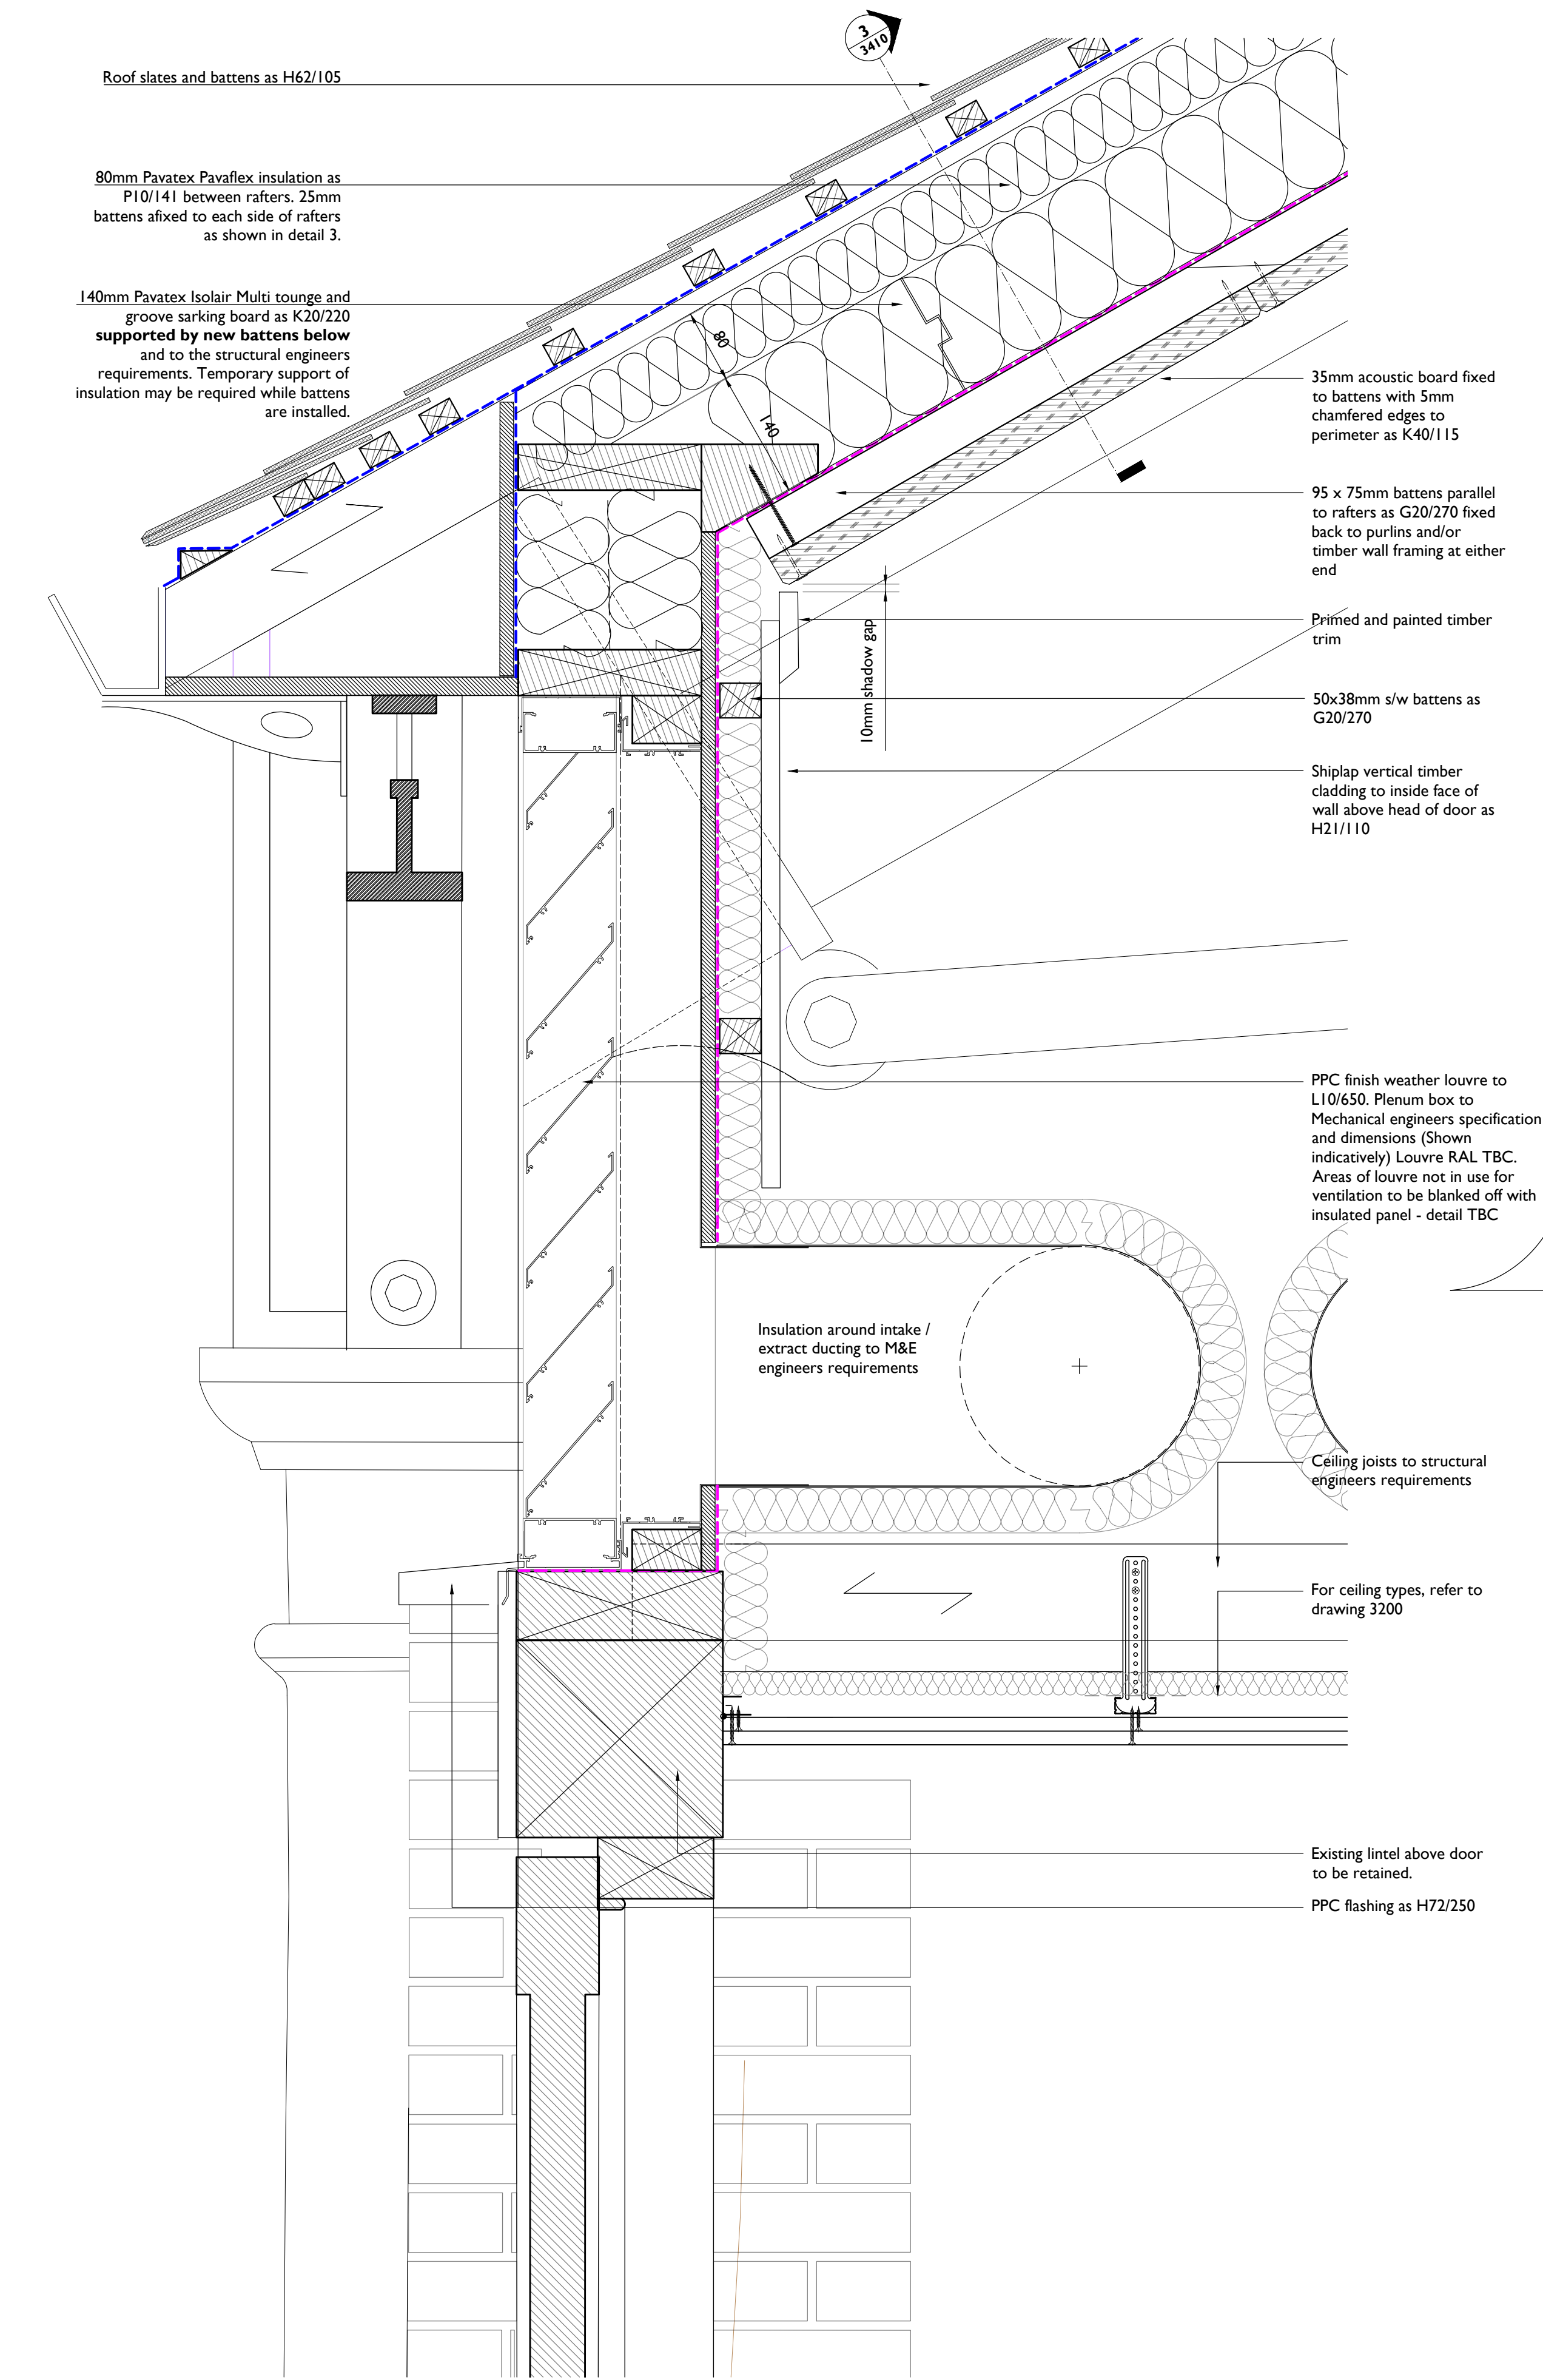 3
3410
Roof slates and battens as H62/105
80mm Pavatex Pavaflex insulation as
P10/141 between rafters. 25mm
battens afixed to each side of rafters
as shown in detail 3.
140mm Pavatex Isolair Multi tounge and
groove sarking board as K20/220
supported by new battens below
and to the structural engineers
requirements. Temporary support of
insulation may be required while battens
are installed.
80
140
35mm acoustic board fixed
to battens with 5mm
chamfered edges to
perimeter as K40/115
95 x 75mm battens parallel
to rafters as G20/270 fixed
back to purlins and/or
timber wall framing at either
end
10mm shadow gap
Primed and painted timber
trim
50x38mm s/w battens as
G20/270
Shiplap vertical timber
cladding to inside face of
wall above head of door as
H21/110
PPC finish weather louvre to
L10/650. Plenum box to
Mechanical engineers specification
and dimensions (Shown
indicatively) Louvre RAL TBC.
Areas of louvre not in use for
ventilation to be blanked off with
insulated panel - detail TBC
Insulation around intake /
extract ducting to M&E
engineers requirements
Ceiling joists to structural
engineers requirements
For ceiling types, refer to
drawing 3200
Existing lintel above door
to be retained.
PPC flashing as H72/250